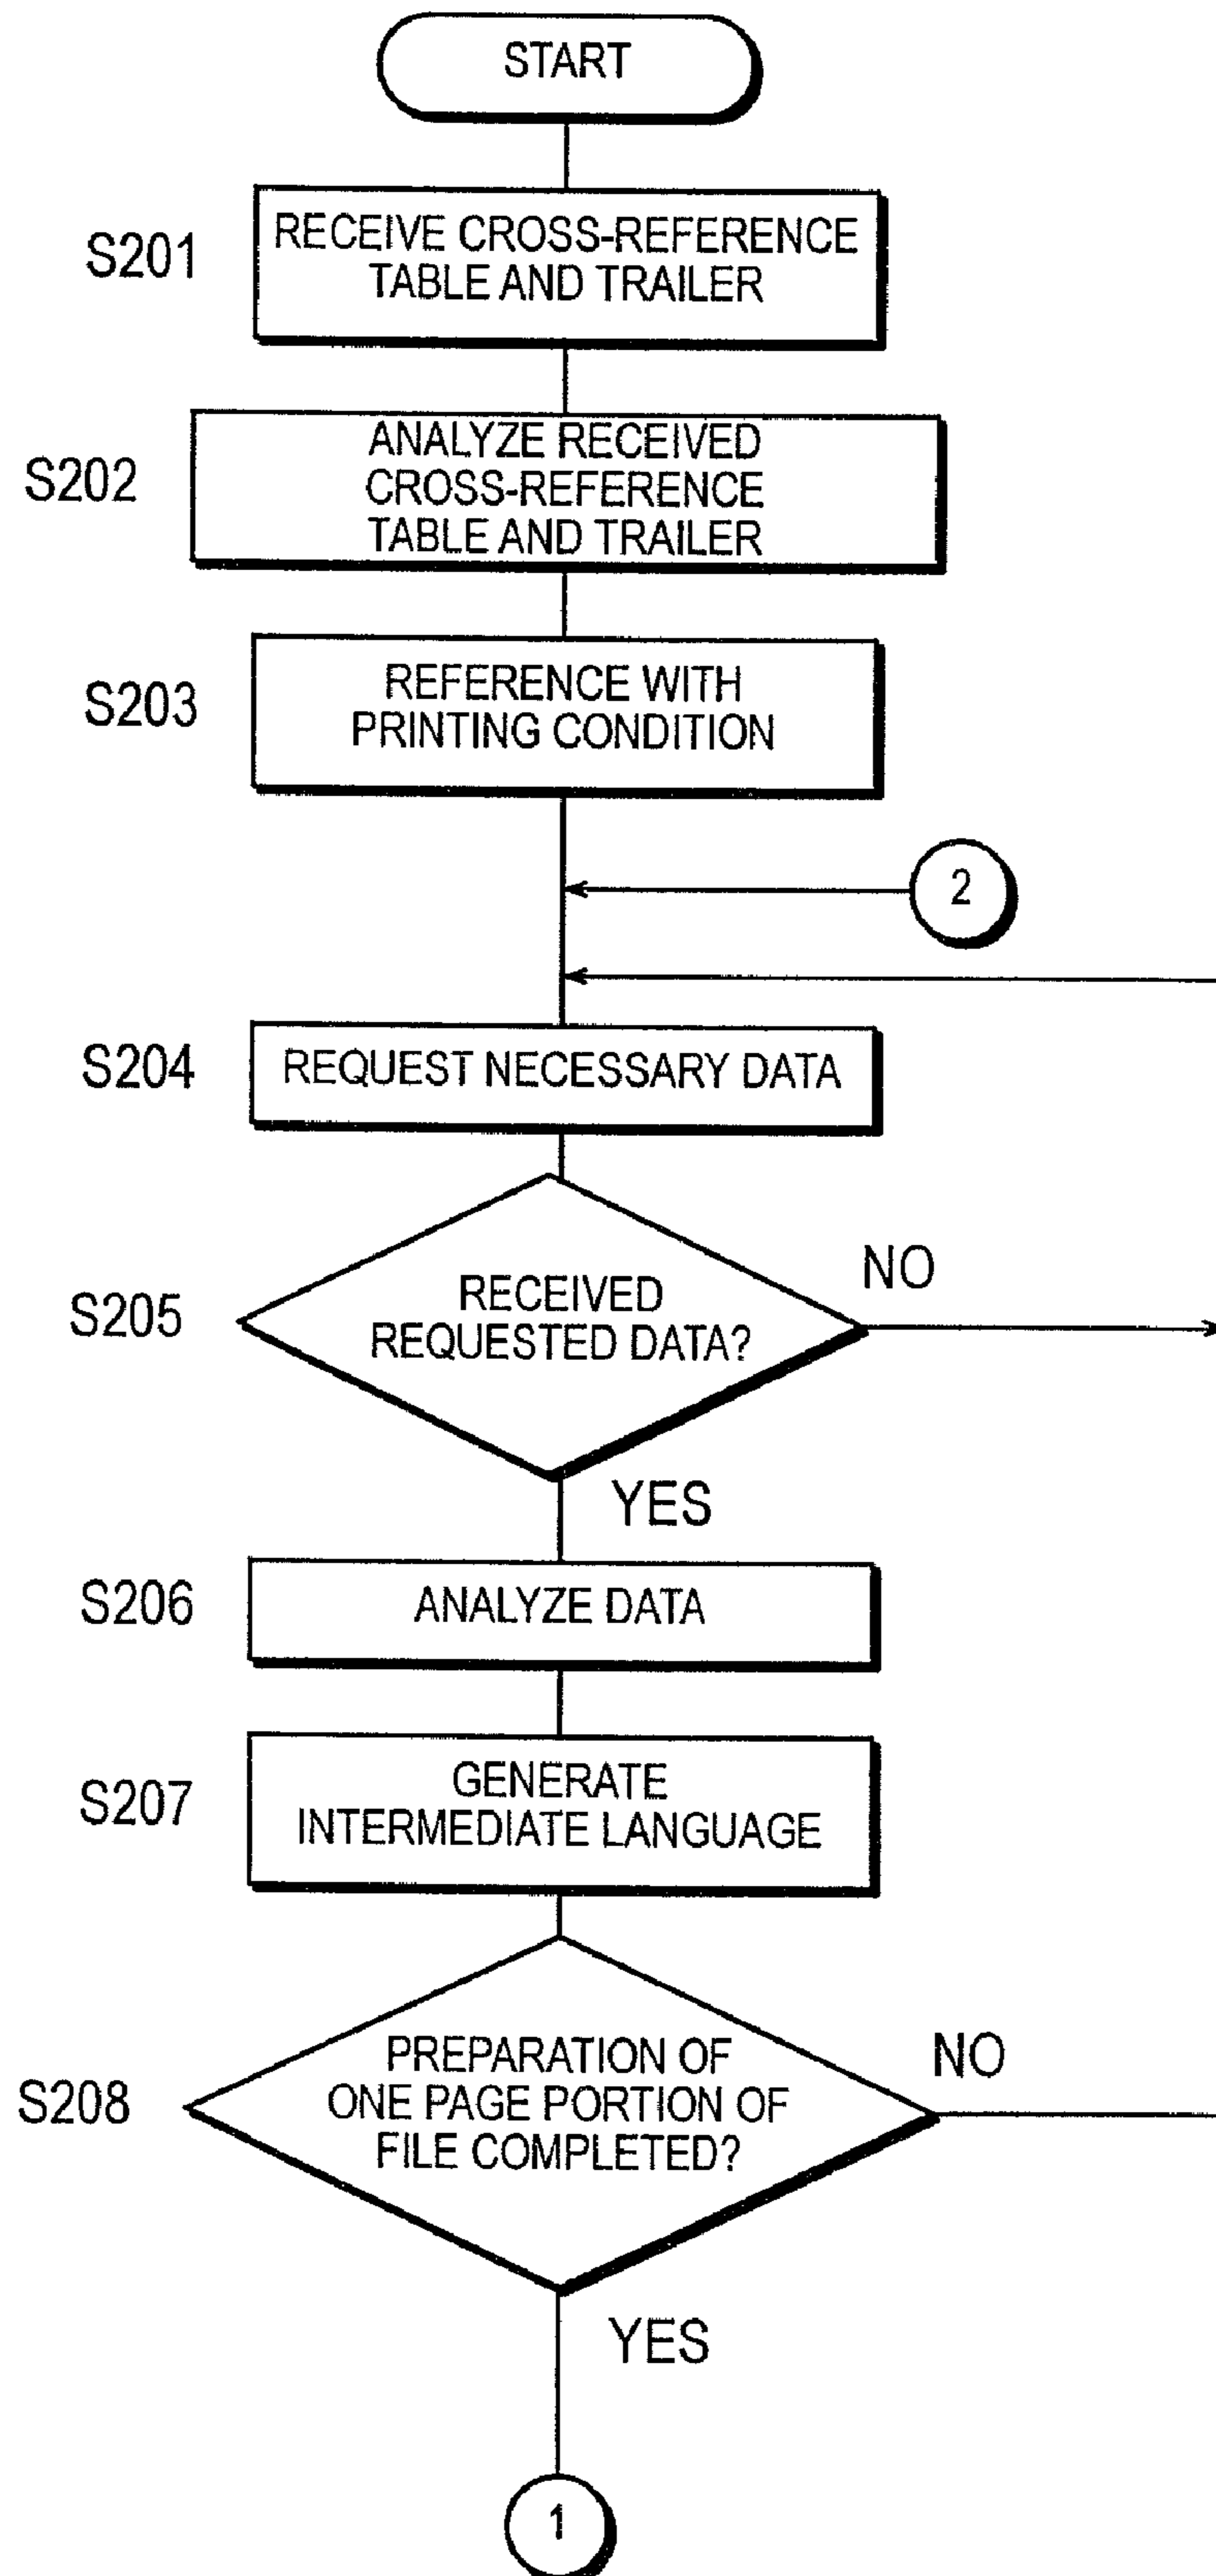 START
S201
RECEIVE CROSS-REFERENCE
TABLE AND TRAILER
S202
ANALYZE RECEIVED
CROSS-REFERENCE
TABLE AND TRAILER
S203
REFERENCE WITH
PRINTING CONDITION
2
S204
REQUEST NECESSARY DATA
S205
RECEIVED
REQUESTED DATA?
NO
YES
S206
ANALYZE DATA
S207
GENERATE
INTERMEDIATE LANGUAGE
S208
PREPARATION OF
ONE PAGE PORTION OF
FILE COMPLETED?
NO
YES
1